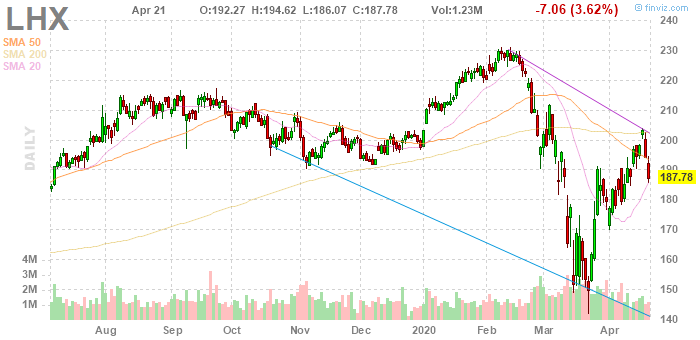 LHX
Apr 21
O:192.27 H:194.62 L:186.07 C:187.78
Vol:1.23M
-7.06 (3.62%)
© finviz.com
SMA 50
SMA 200
SMA 20
DAILY
240
230
220
210
200
190
187.78
180
170
160
150
140
4M
3M
2M
1M
Aug Sep Oct Nov Dec 2020 Feb Mar Apr